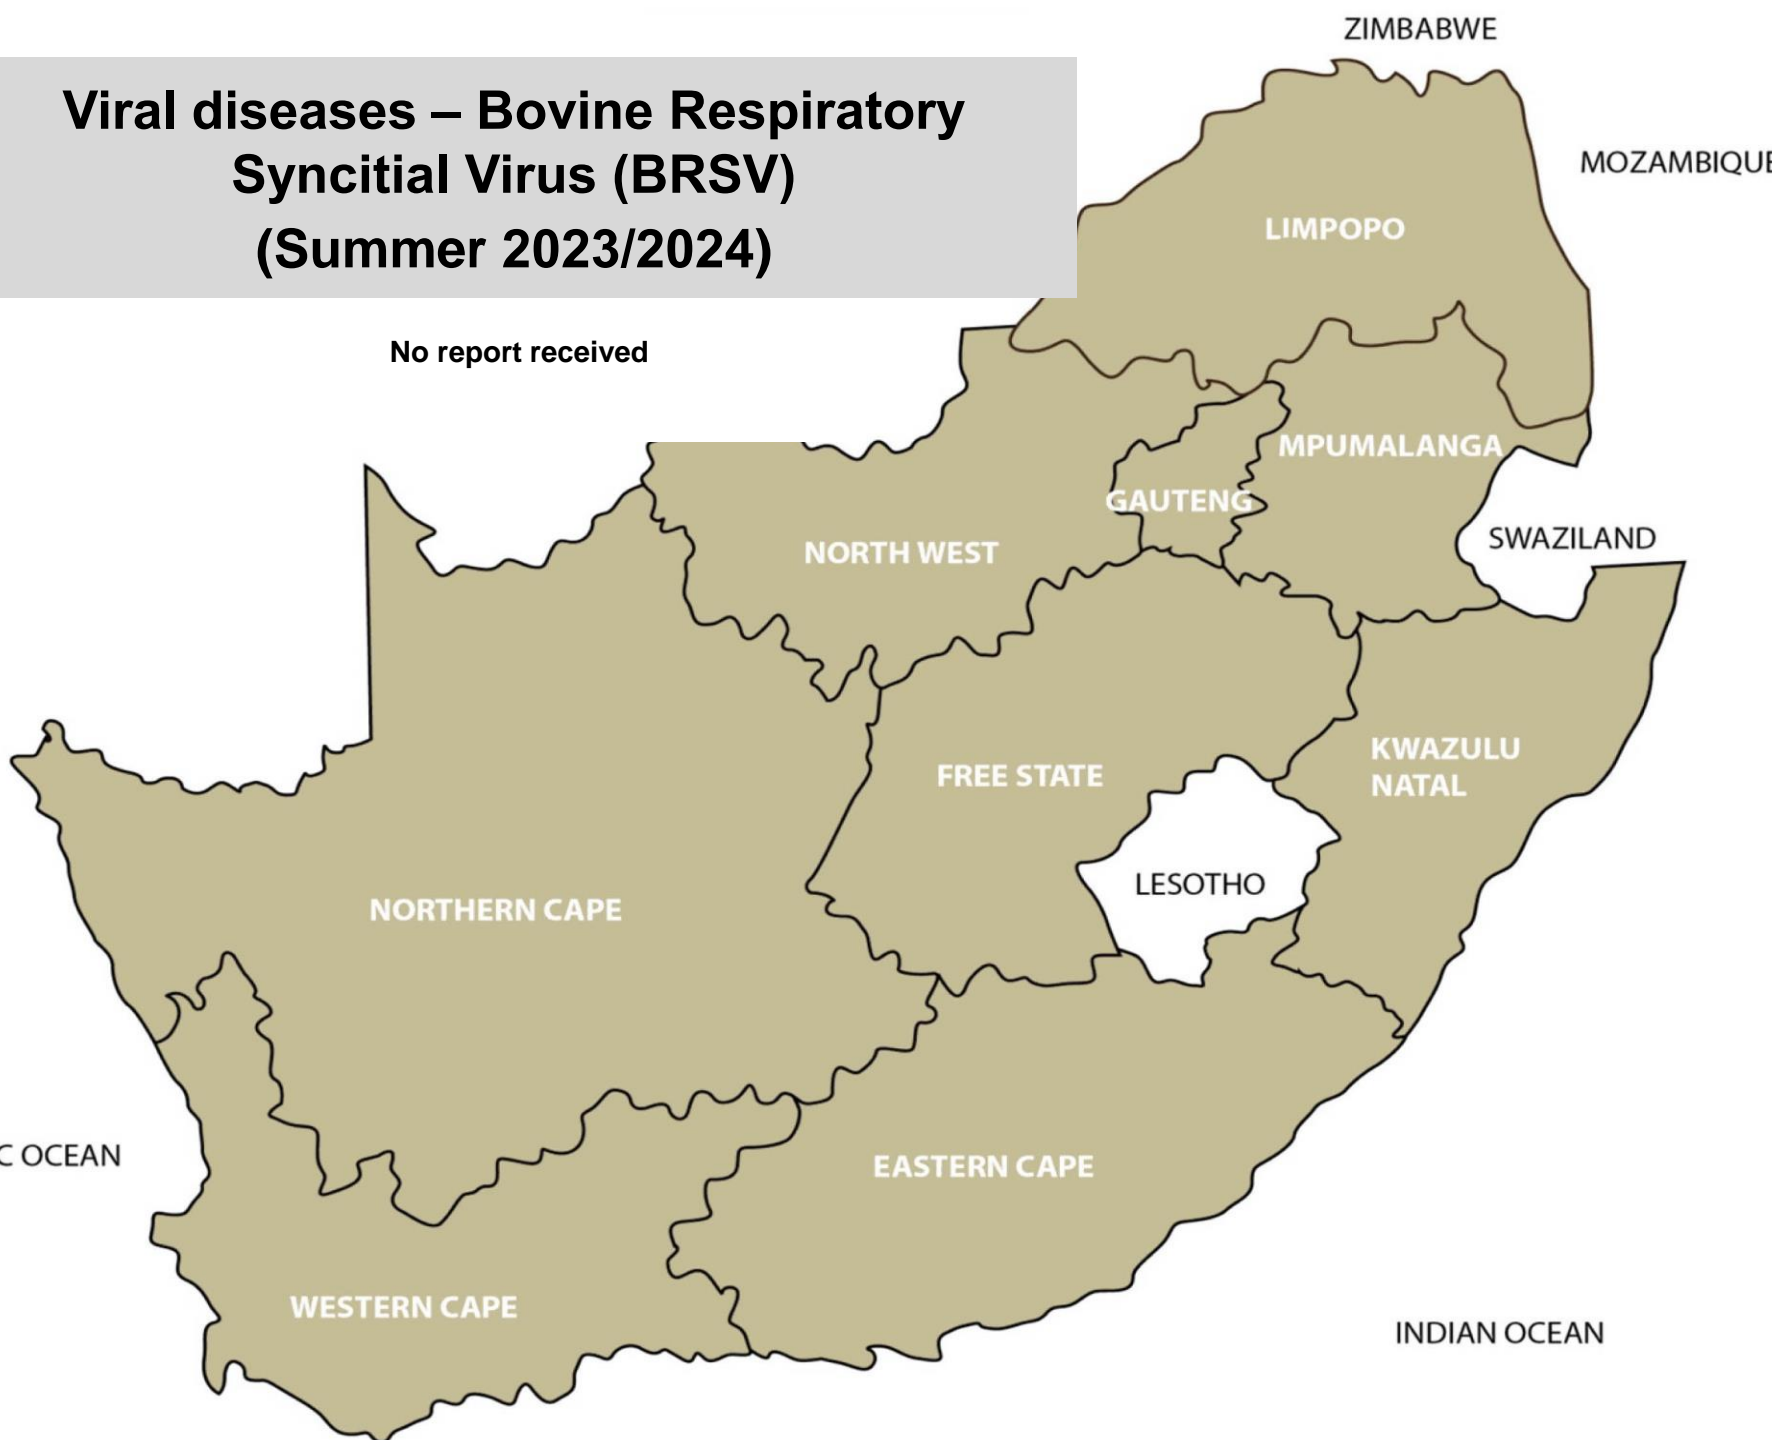 ZIMBABWE
Viral diseases – Bovine Respiratory
Syncitial Virus (BRSV)
(Summer 2023/2024)
MOZAMBIQUE
LIMPOPO
No report received
MPUMALANGA
GAUTENG
SWAZILAND
NORTH WEST
KWAZULU
NATAL
FREE STATE
LESOTHO
NORTHERN CAPE
C OCEAN
EASTERN CAPE
WESTERN CAPE
INDIAN OCEAN